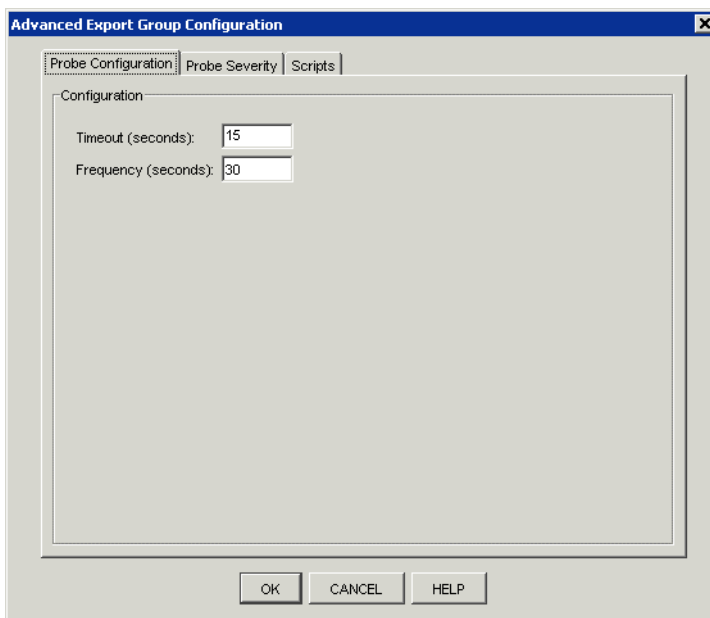 Advanced Export Group Configuration
Probe Configuration Probe Severity Scripts
Configuration
Timeout (seconds): 15
Frequency (seconds): 30
OK CANCEL HELP